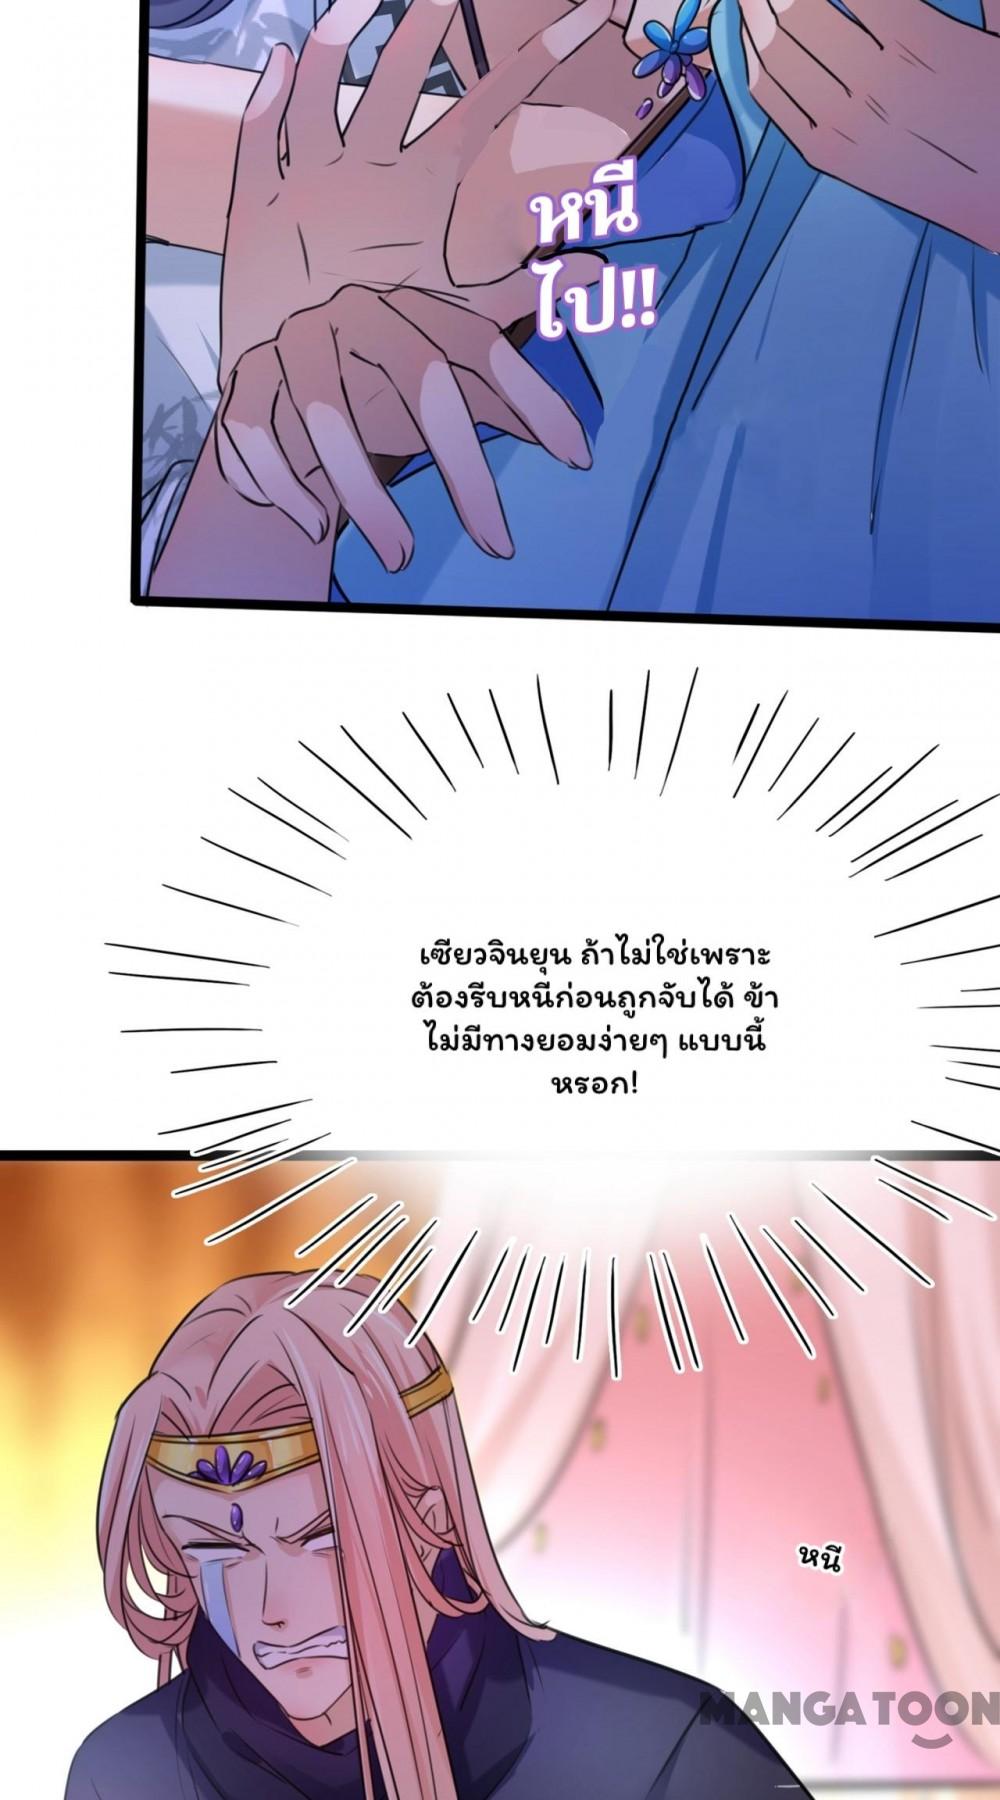 หนี
ไป!!
เซียวจินยุน ถ้าไม่ใช่เพราะ
ต้องรีบหนีก่อนถูกจับได้ ข้า
ไม่มีทางยอมง่ายๆ แบบนี้
หรอก!
หนี
MANGATOON